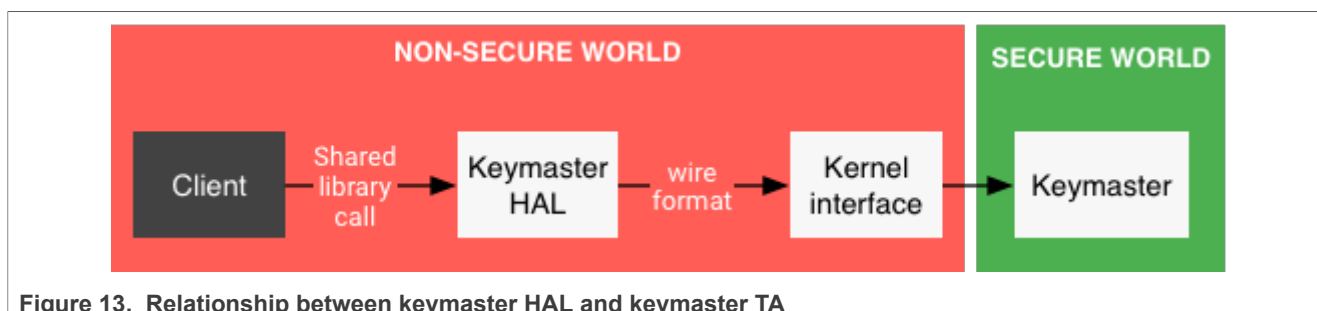 NON-SECURE WORLD
SECURE WORLD
Client
Shared
library
call
Keymaster
HAL
wire
format
Kernel
interface
Keymaster
Figure 13. Relationship between keymaster HAL and keymaster TA